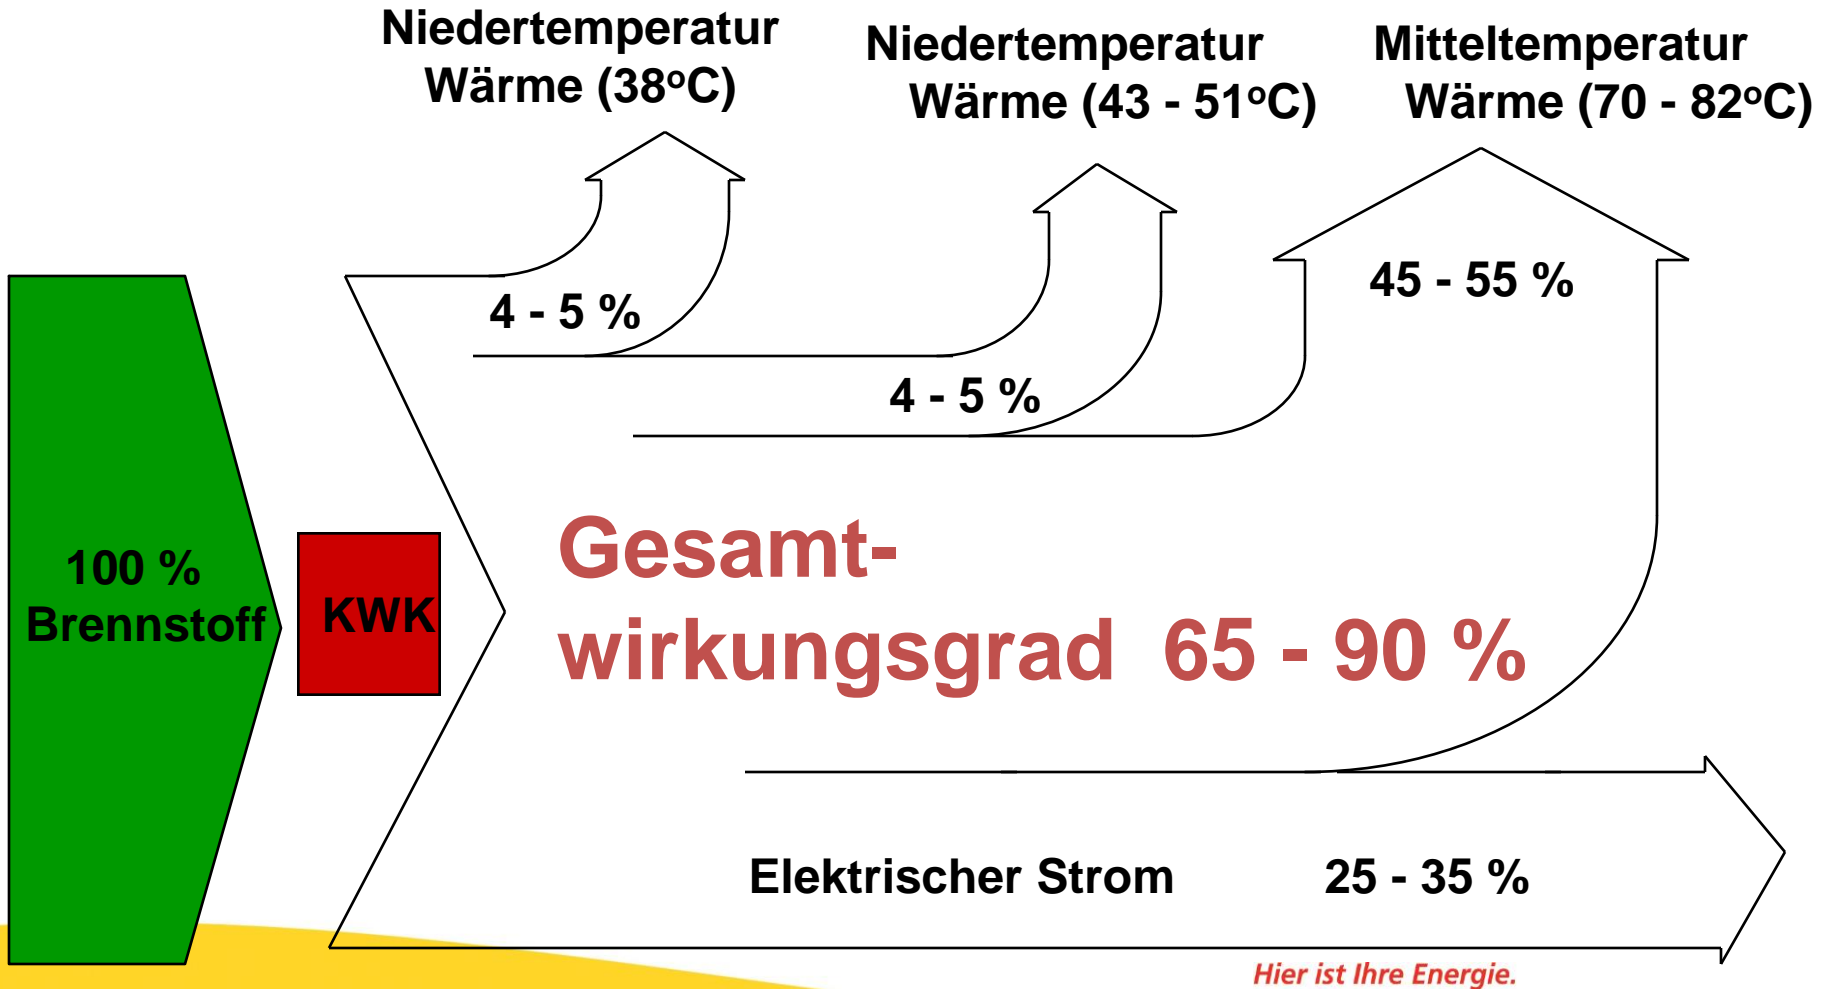 Niedertemperatur
Wärme (38°C)
Niedertemperatur
Wärme (43 - 51°C)
Mitteltemperatur
Wärme (70 - 82°C)
4 - 5 %
4 - 5 %
45 - 55 %
100 %
Brennstoff
KWK
Gesamt-
wirkungsgrad 65 - 90 %
Elektrischer Strom 25 - 35 %
Hier ist Ihre Energie.